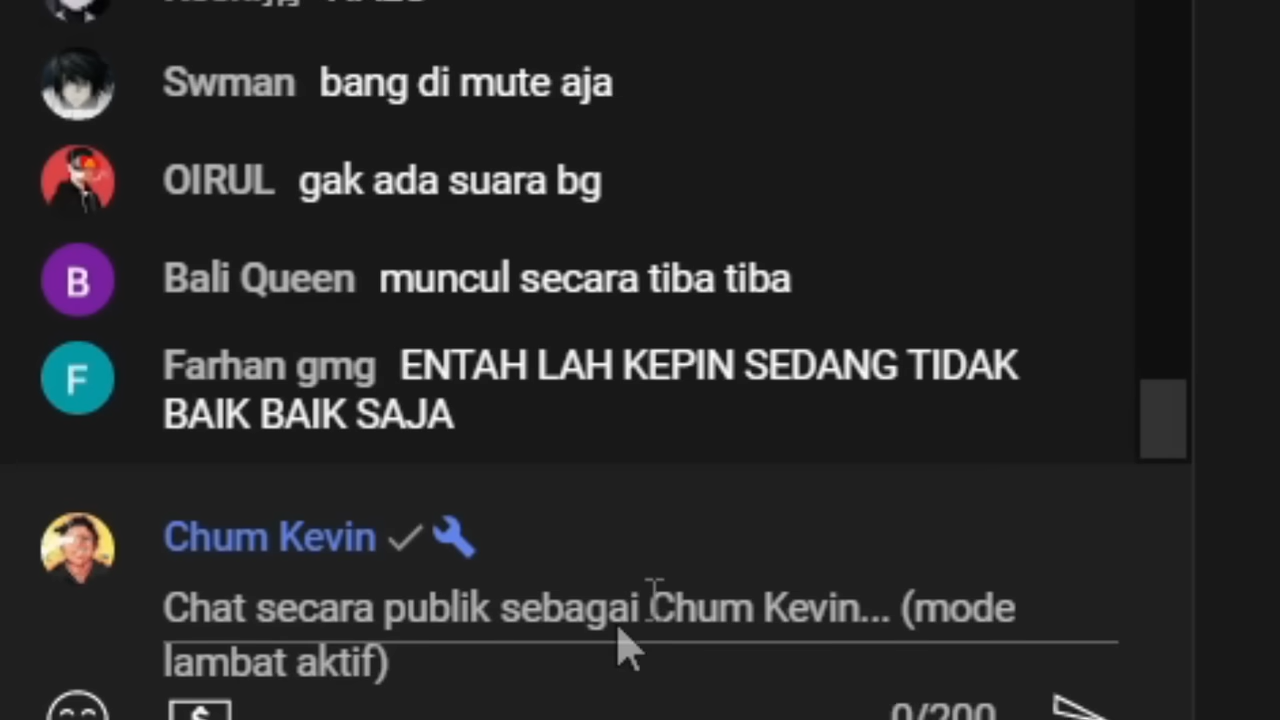 Swman bang di mute aja
OIRUL gak ada suara bg
B Bali Queen muncul secara tiba tiba
F Farhan gmg ENTAH LAH KEPIN SEDANG TIDAK
BAIK BAIK SAJA
Chum Kevin
Chat secara publik sebagai Chum Kevin... (mode
lambat aktif)
$ 0/200